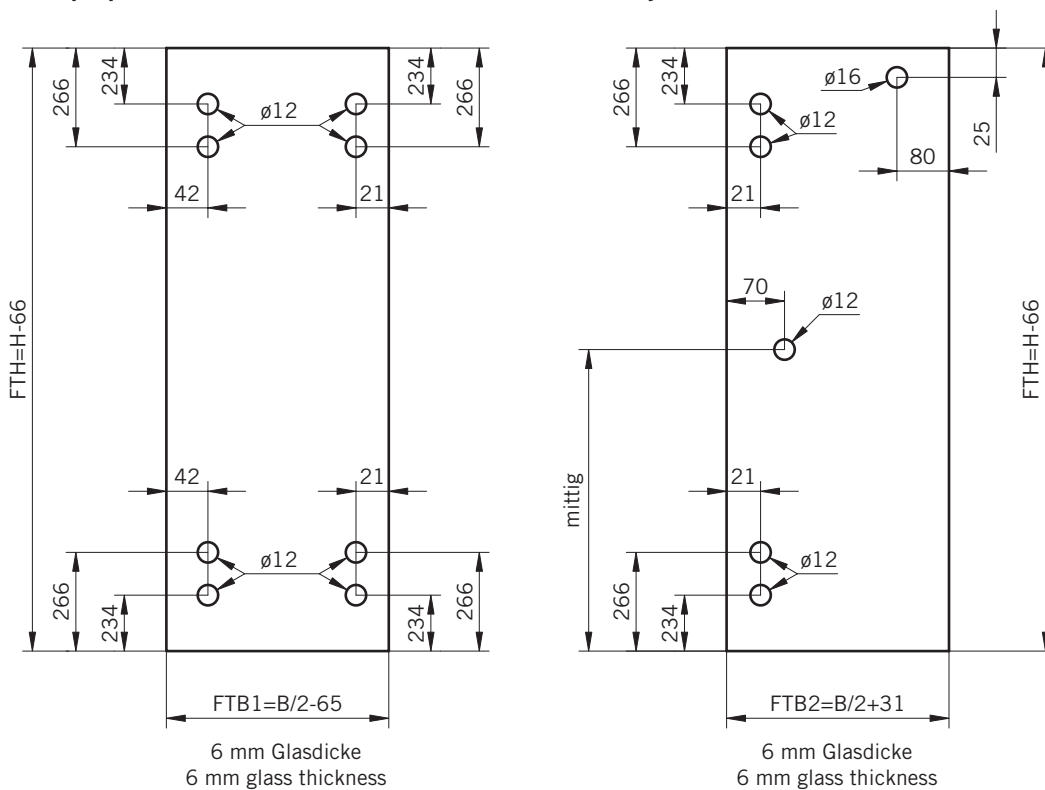 266
234
ø12
234
266
42
21
FTH=H-66
42
21
ø12
266
234
234
266
FTB1=B/2-65
6 mm Glasdicke
6 mm glass thickness
266
234
ø16
ø12
25
80
21
70
ø12
FTH=H-66
mittig
21
ø12
266
234
FTB2=B/2+31
6 mm Glasdicke
6 mm glass thickness